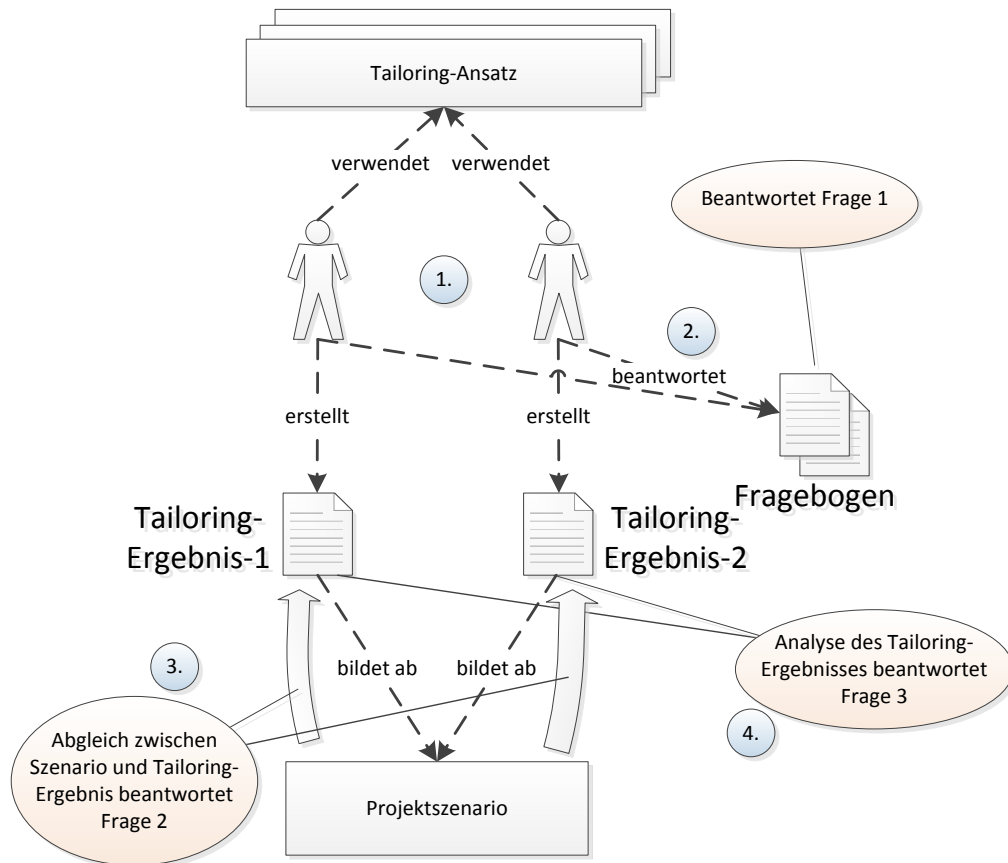 Tailoring-Ansatz
verwendet
verwendet
Beantwortet Frage 1
1.
2.
beantwortet
erstellt
erstellt
Fragebogen
Tailoring-
Ergebnis-1
Tailoring-
Ergebnis-2
3.
bildet ab
bildet ab
Analyse des Tailoring-
Ergebnisses beantwortet
Frage 3
4.
Abgleich zwischen
Szenario und Tailoring-
Ergebnis beantwortet
Frage 2
Projektszenario